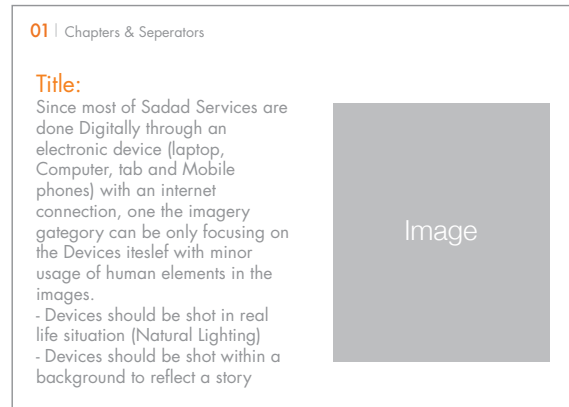 01 | Chapters & Seperators
Title:
Since most of Sadad Services are
done Digitally through an
electronic device (laptop,
Computer, tab and Mobile
phones) with an internet
connection, one the imagery
gategory can be only focusing on
the Devices iteslef with minor
usage of human elements in the
images.
- Devices should be shot in real
life situation (Natural Lighting)
- Devices should be shot within a
background to reflect a story
Image